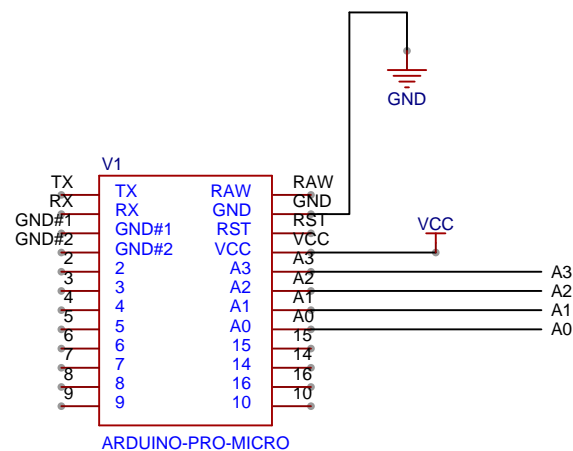 GND
V1
TX TX RAW RAW
RX RX GND GND
GND#1 GND#1 RST RST
GND#2 GND#2 VCC VCC VCC
2 2 A3 A3 A3
3 3 A2 A2 A2
4 4 A1 A1 A1
5 5 A0 A0 A0
6 6 15 15
7 7 14 14
8 8 16 16
9 9 10 10
ARDUINO-PRO-MICRO